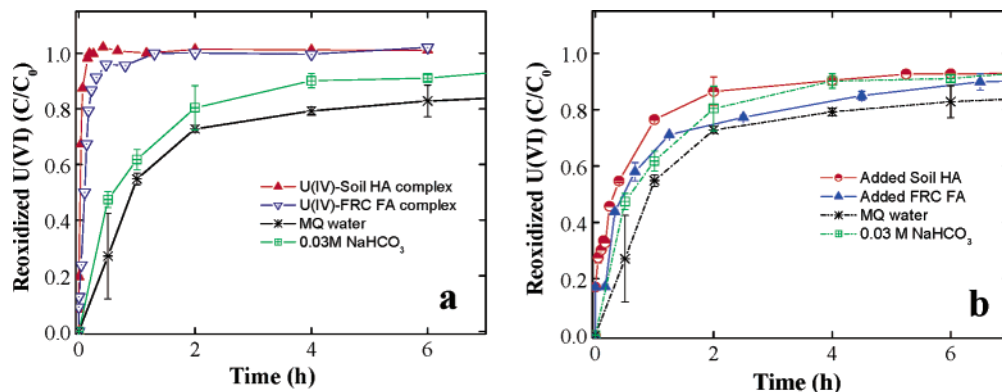 a
Reoxidized U(VI) (C/C₀)
1.0
0.8
0.6
0.4
0.2
0.0
0
2
4
6
Time (h)
U(IV)-Soil HA complex
U(IV)-FRC FA complex
MQ water
0.03M NaHCO₃
a
b
Reoxidized U(VI) (C/C₀)
1.0
0.8
0.6
0.4
0.2
0.0
0
2
4
6
Time (h)
Added Soil HA
Added FRC FA
MQ water
0.03 M NaHCO₃
b